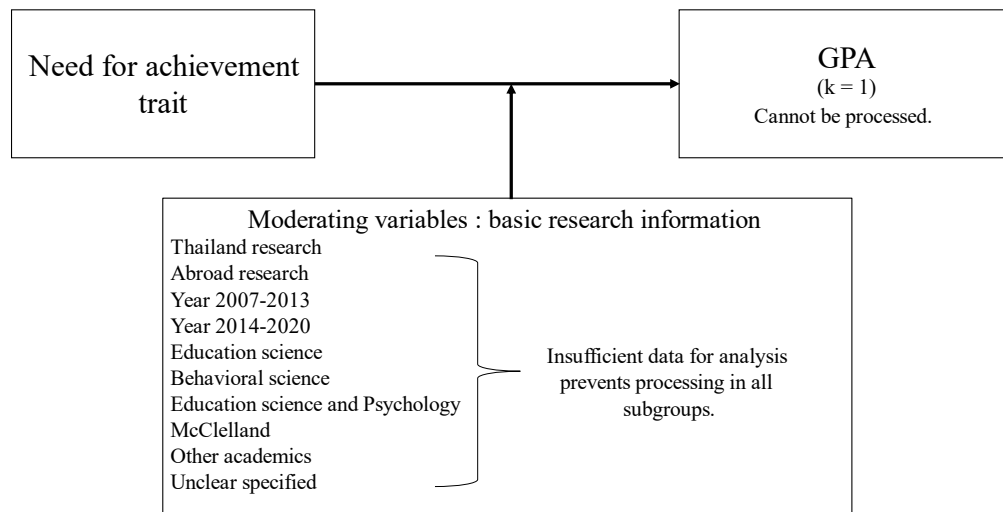 Need for achievement
trait
GPA
(k = 1)
Cannot be processed.
Moderating variables : basic research information
Thailand research
Abroad research
Year 2007-2013
Year 2014-2020
Education science
Behavioral science
Education science and Psychology
McClelland
Other academics
Unclear specified
Insufficient data for analysis
prevents processing in all
subgroups.